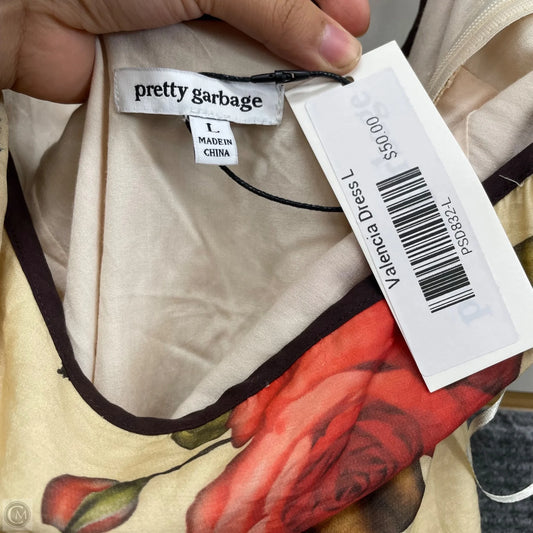 pretty garbage
L
MADE IN
CHINA
Valencia Dress L
$50.00
PSD832-L